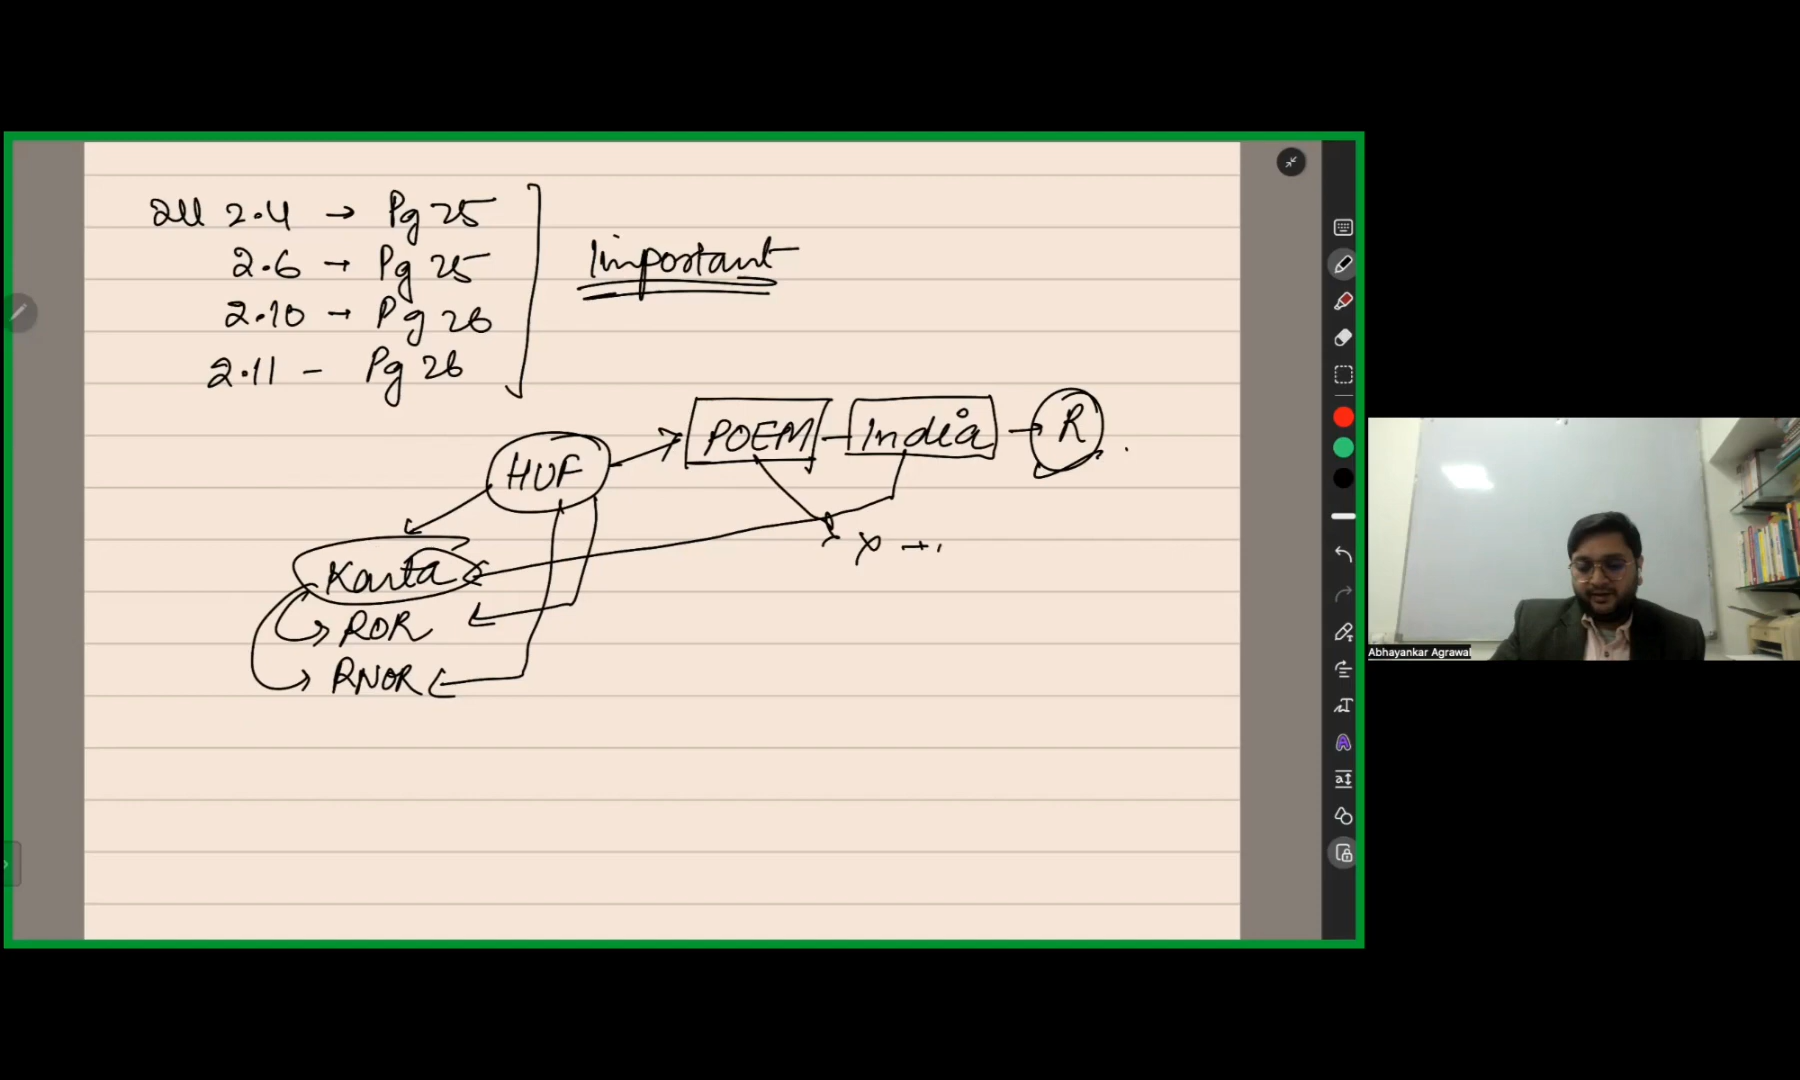 all 2.4 → Pg 25
2.6 → Pg 25
2.10 → Pg 26
2.11 - Pg 26
Important
HUF → POEM - India → R
Karta
ROR
RNOR
Abhayankar Agrawal